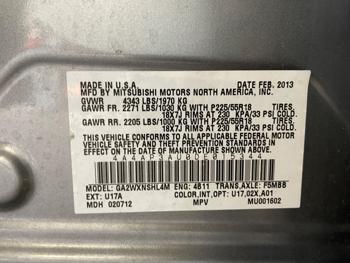 MADE IN U.S.A. DATE FEB. 2013
MFD BY MITSUBISHI MOTORS NORTH AMERICA, INC.
GVWR 4343 LBS/1970 KG
GAWR FR. 2271 LBS/1030 KG WITH P225/55R18 TIRES,
18X7J RIMS AT 230 KPA/33 PSI COLD
GAWR RR. 2205 LBS/1000 KG WITH P225/55R18 TIRES,
18X7J RIMS AT 230 KPA/33 PSI COLD
THIS VEHICLE CONFORMS TO ALL APPLICABLE
FEDERAL MOTOR VEHICLE SAFETY AND THEFT
PREVENTION STANDARDS IN EFFECT ON THE DATE
OF MANUFACTURE SHOWN ABOVE.
4A4AP3AU0DE015344
MODEL: GA2WXNSHL4M ENG: 4B11 TRANS,AXLE: F5MBB
EXT: U17A COLOR,INT,OPT: U17,02X,A01
MDH 020712 MPV MU001602